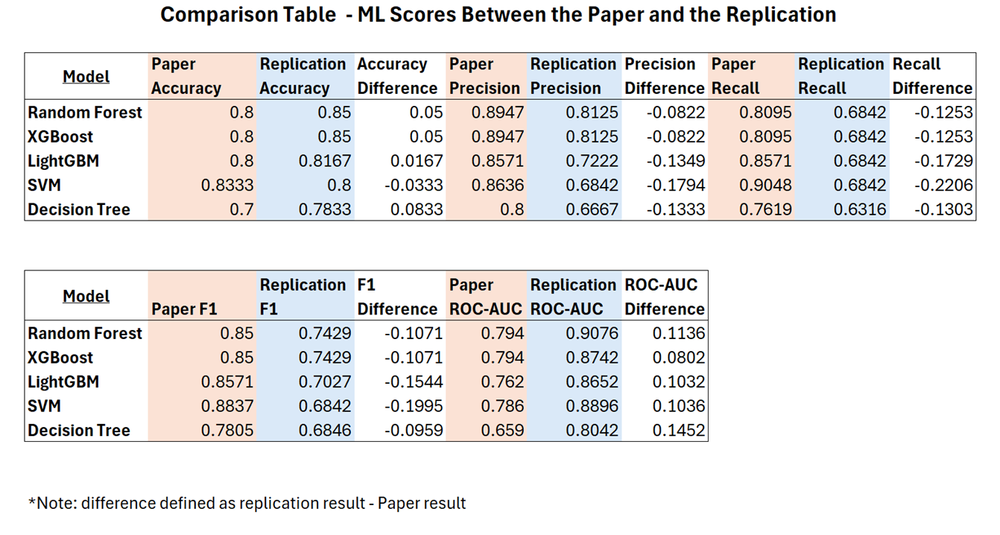 Comparison Table - ML Scores Between the Paper and the Replication
Model Paper Accuracy Replication Accuracy Accuracy Difference Paper Precision Replication Precision Precision Difference Paper Recall Replication Recall Recall Difference
Random Forest 0.8 0.85 0.05 0.8947 0.8125 -0.0822 0.8095 0.6842 -0.1253
XGBoost 0.8 0.85 0.05 0.8947 0.8125 -0.0822 0.8095 0.6842 -0.1253
LightGBM 0.8 0.8167 0.0167 0.8571 0.7222 -0.1349 0.8571 0.6842 -0.1729
SVM 0.8333 0.8 -0.0333 0.8636 0.6842 -0.1794 0.9048 0.6842 -0.2206
Decision Tree 0.7 0.7833 0.0833 0.8 0.6667 -0.1333 0.7619 0.6316 -0.1303
Model Paper F1 Replication F1 F1 Difference Paper ROC-AUC Replication ROC-AUC ROC-AUC Difference
Random Forest 0.85 0.7429 -0.1071 0.794 0.9076 0.1136
XGBoost 0.85 0.7429 -0.1071 0.794 0.8742 0.0802
LightGBM 0.8571 0.7027 -0.1544 0.762 0.8652 0.1032
SVM 0.8837 0.6842 -0.1995 0.786 0.8896 0.1036
Decision Tree 0.7805 0.6846 -0.0959 0.659 0.8042 0.1452
*Note: difference defined as replication result - Paper result